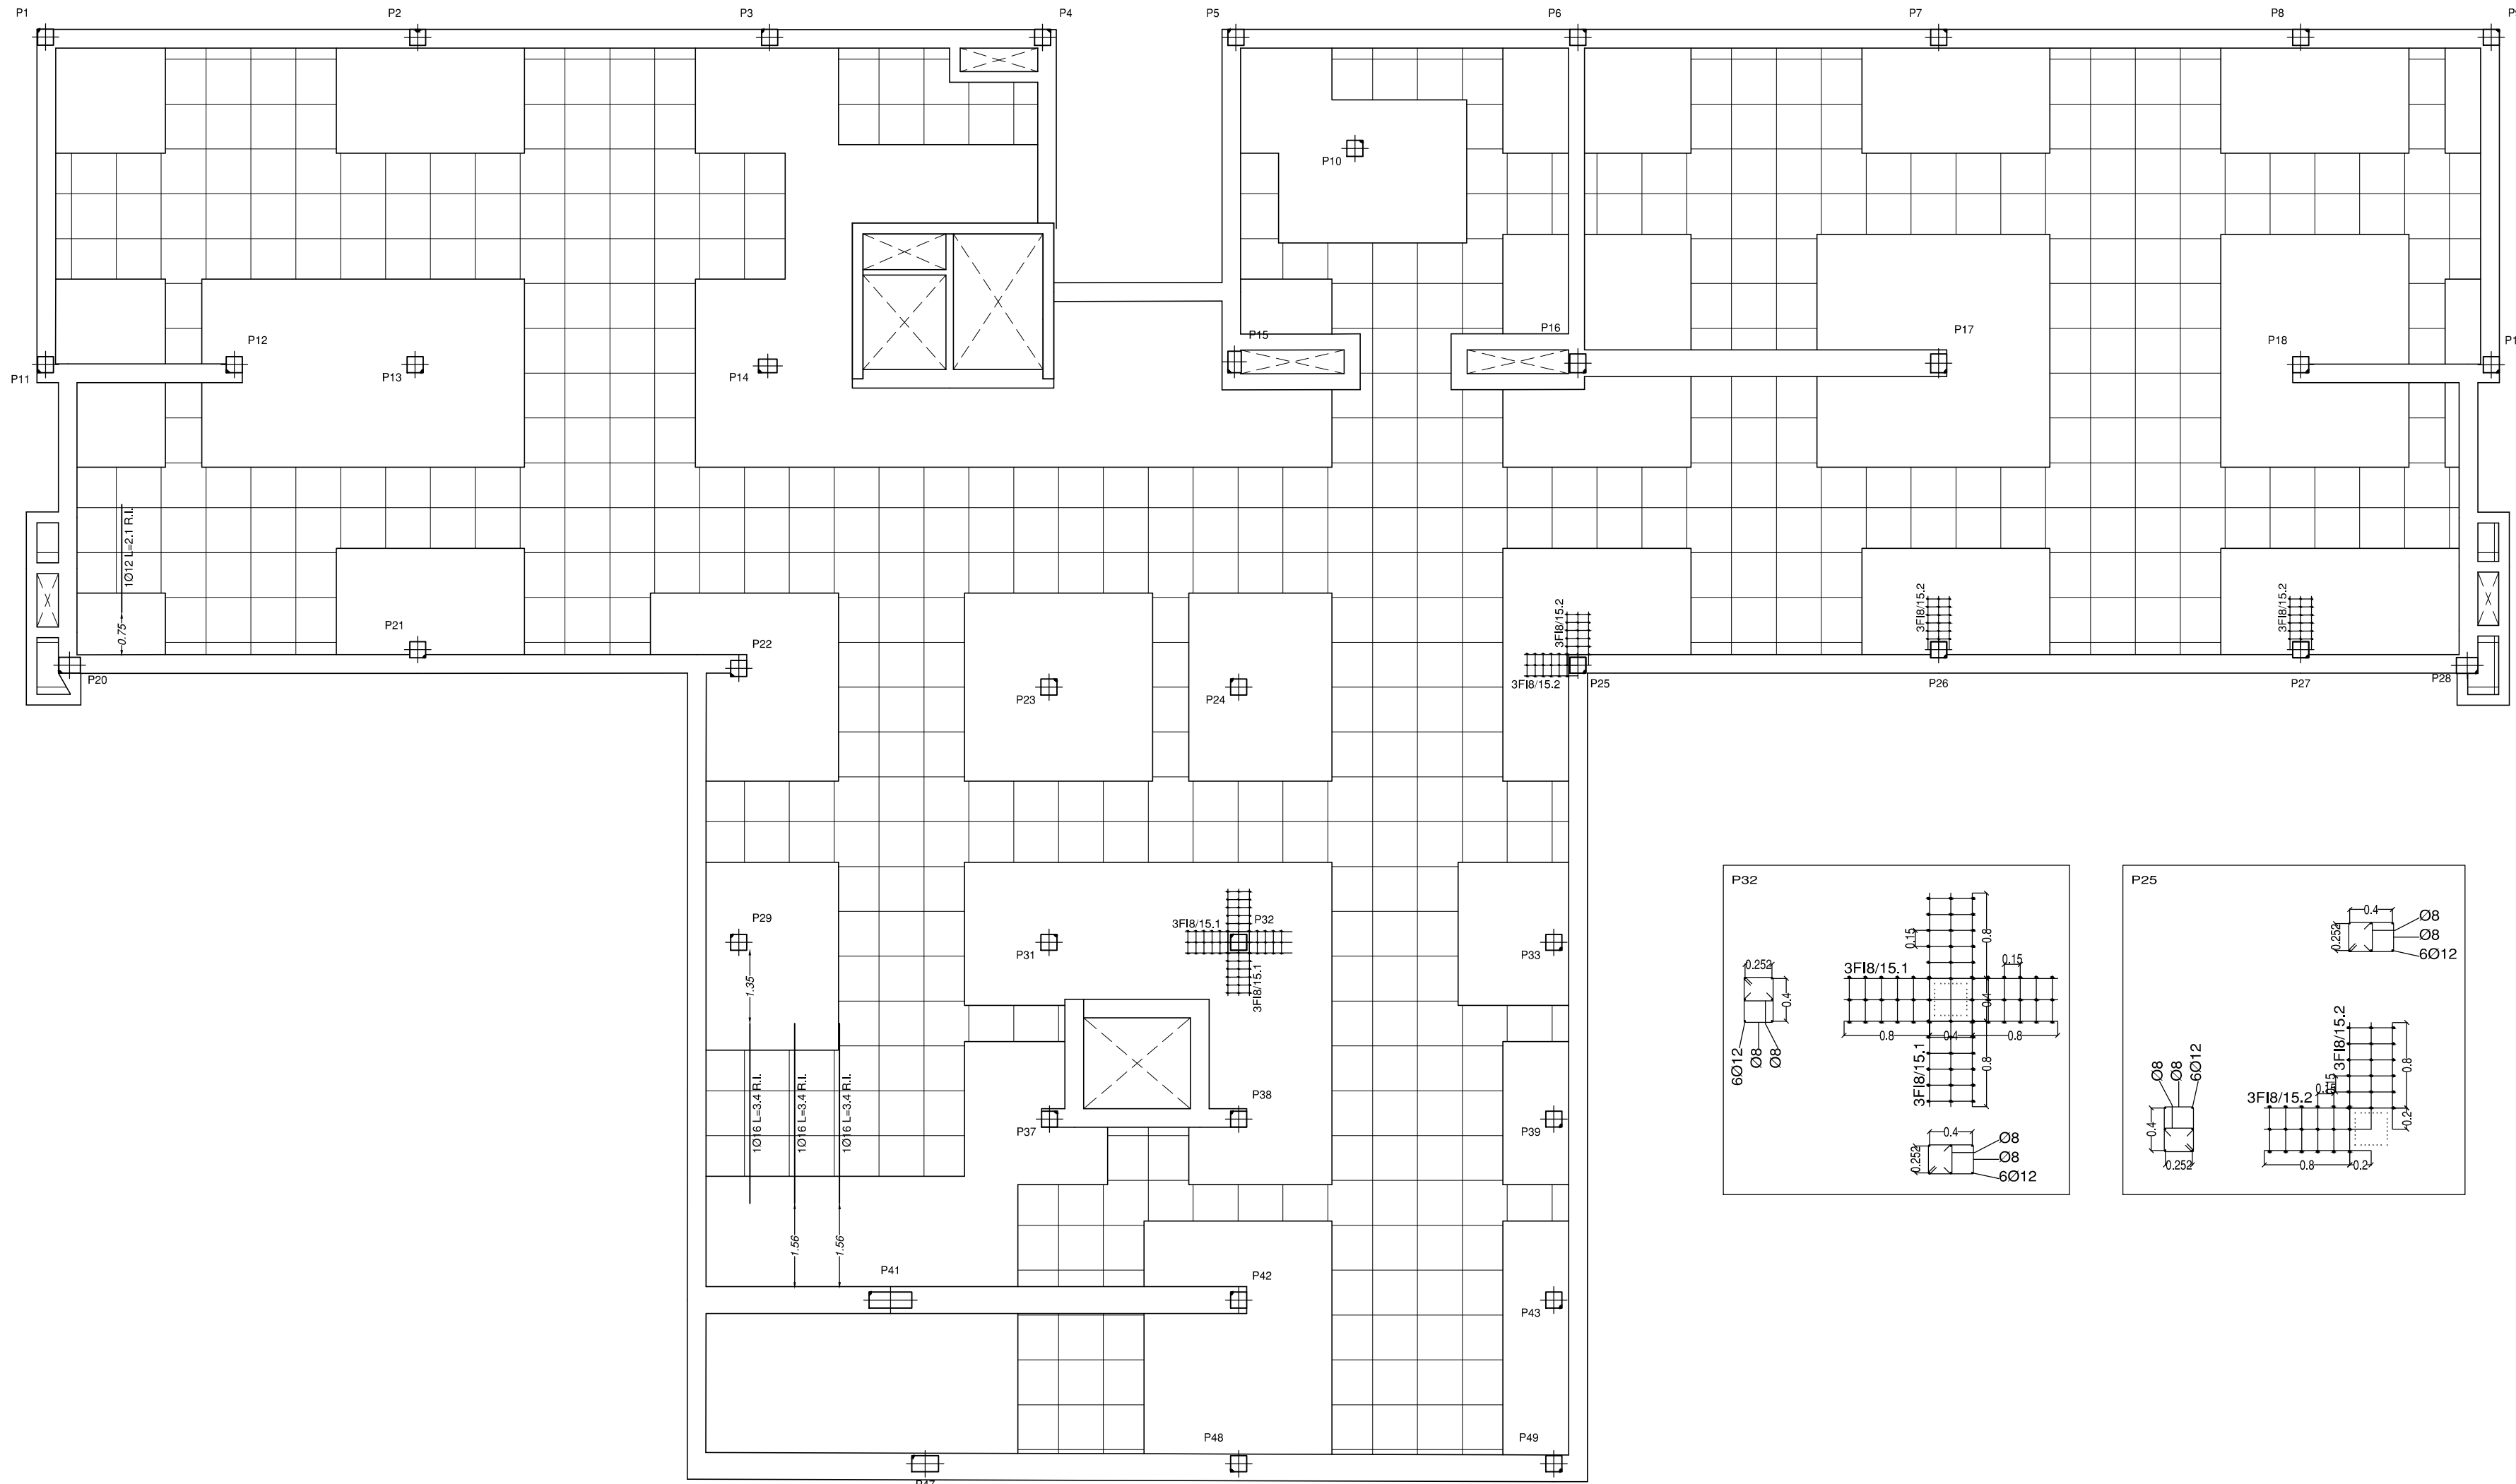 P1
P2
P3
P4
P5
P6
P7
P8
P10
P11
P12
P13
P14
P15
P16
P17
P18
1Ø12 L=2.1 R.I.
0.75
P20
P21
P22
P23
P24
3FI8/15.2
3FI8/15.2
P25
3FI8/15.2
P26
3FI8/15.2
P27
P28
P29
1.35
P31
3FI8/15.1
P32
3FI8/15.1
P33
1Ø16 L=3.4 R.I.
1Ø16 L=3.4 R.I.
1Ø16 L=3.4 R.I.
1.56
1.56
P37
P38
P39
P41
P42
P43
P47
P48
P49
P32
0.15
0.8
0.15
3FI8/15.1
0.4
0.8
0.4
0.8
3FI8/15.1
0.8
0.252
0.4
6Ø12
Ø8
Ø8
0.4
0.252
Ø8
Ø8
6Ø12
P25
0.4
0.252
Ø8
Ø8
6Ø12
3FI8/15.2
0.8
0.15
0.15
3FI8/15.2
0.2
0.8
0.2
Ø8
Ø8
6Ø12
0.4
0.252